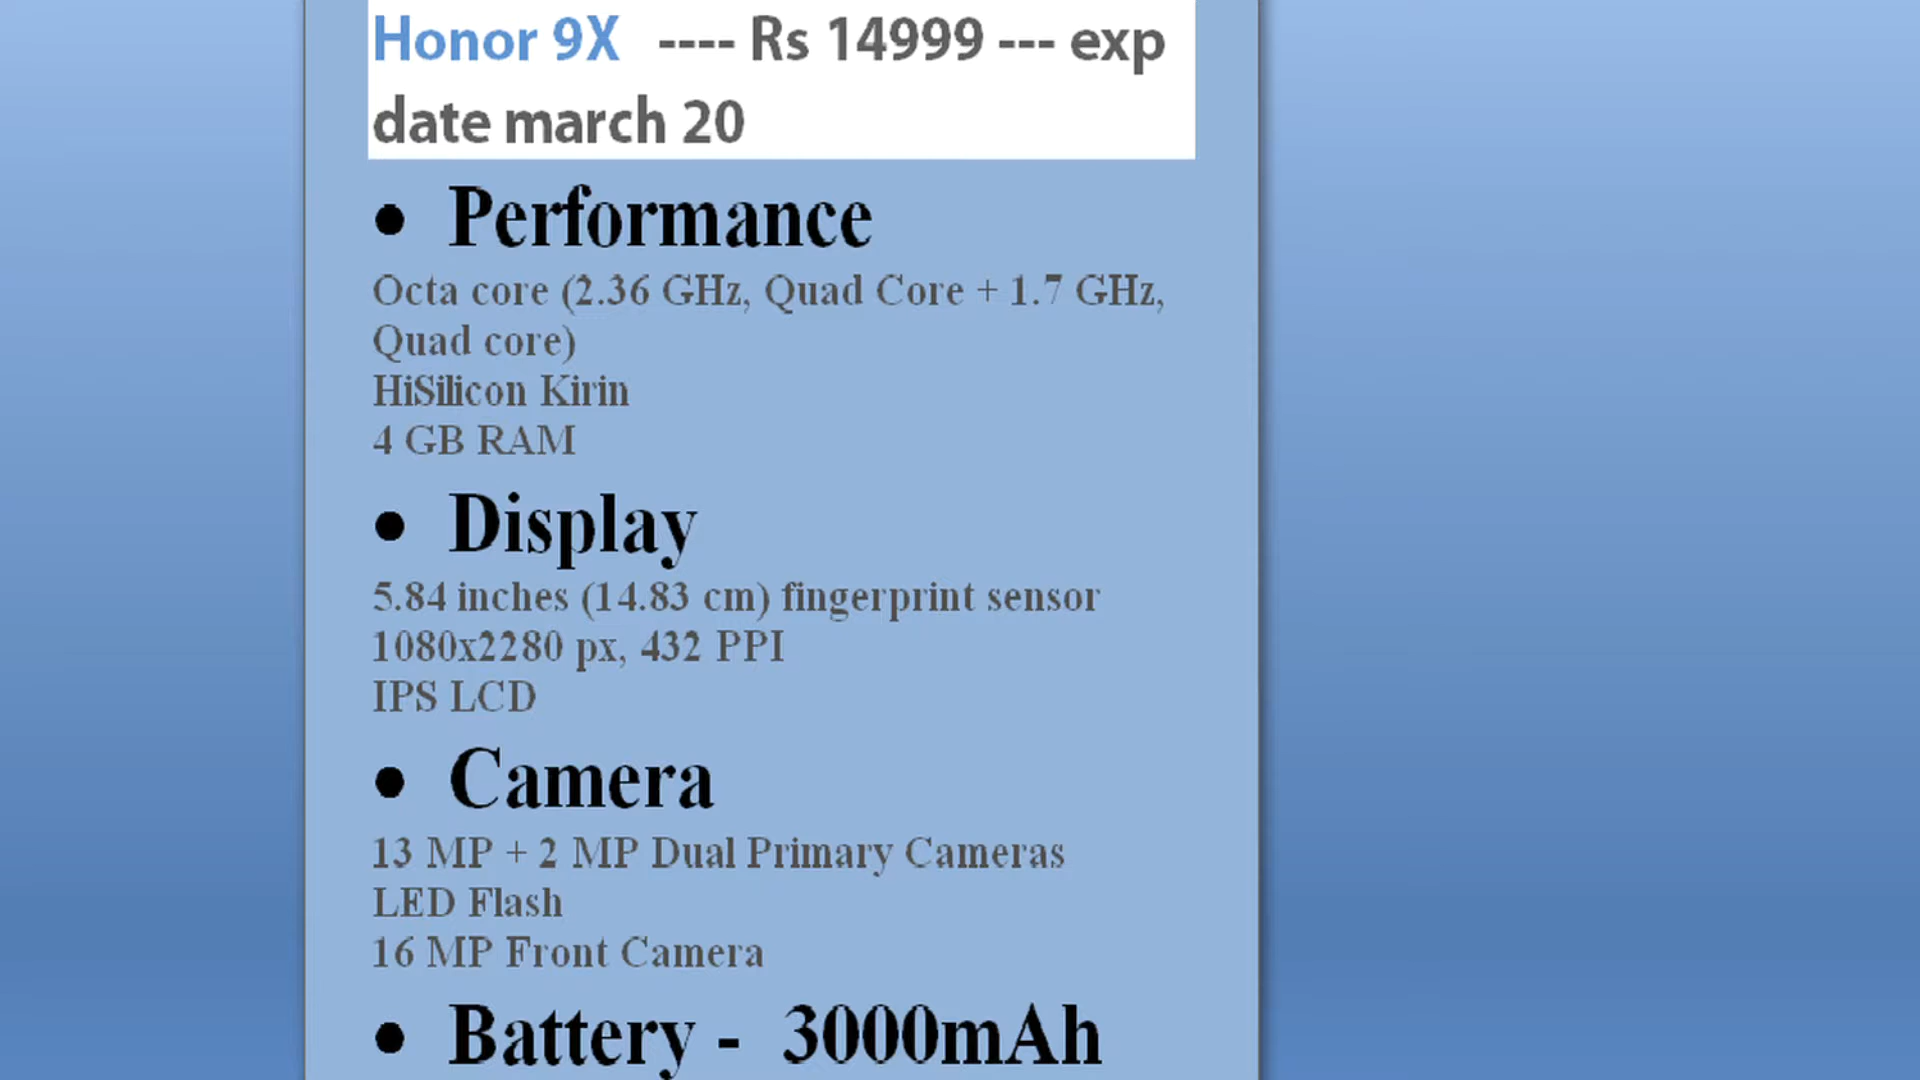 Honor 9X ---- Rs 14999 --- exp
date march 20
• Performance
Octa core (2.36 GHz, Quad Core + 1.7 GHz,
Quad core)
HiSilicon Kirin
4 GB RAM
• Display
5.84 inches (14.83 cm) fingerprint sensor
1080x2280 px, 432 PPI
IPS LCD
• Camera
13 MP + 2 MP Dual Primary Cameras
LED Flash
16 MP Front Camera
• Battery - 3000mAh